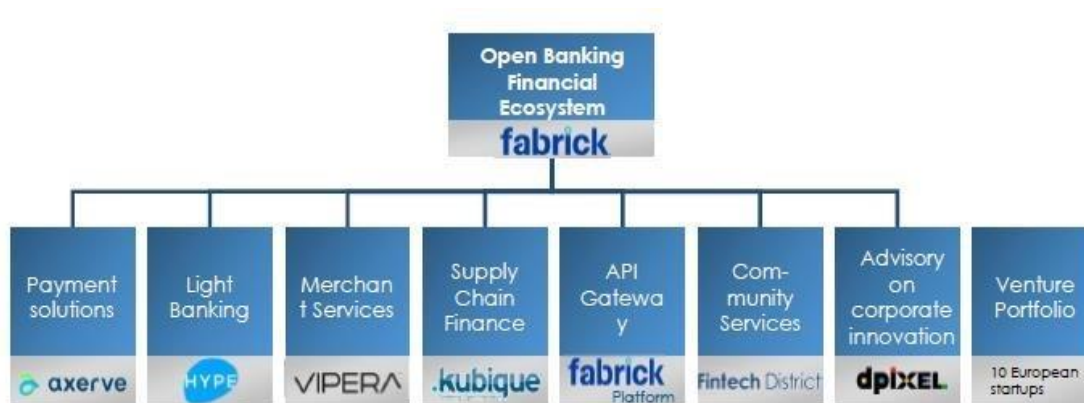 Open Banking
Financial
Ecosystem
fabrick
Payment
solutions
axerve
Light
Banking
HYPE
Merchan
t Services
VIPERA
Supply
Chain
Finance
.kubique
API
Gatewa
y
fabrick
Platform
Com-
munity
Services
Fintech District
Advisory
on
corporate
innovation
dpixel
Venture
Portfolio
10 European
startups